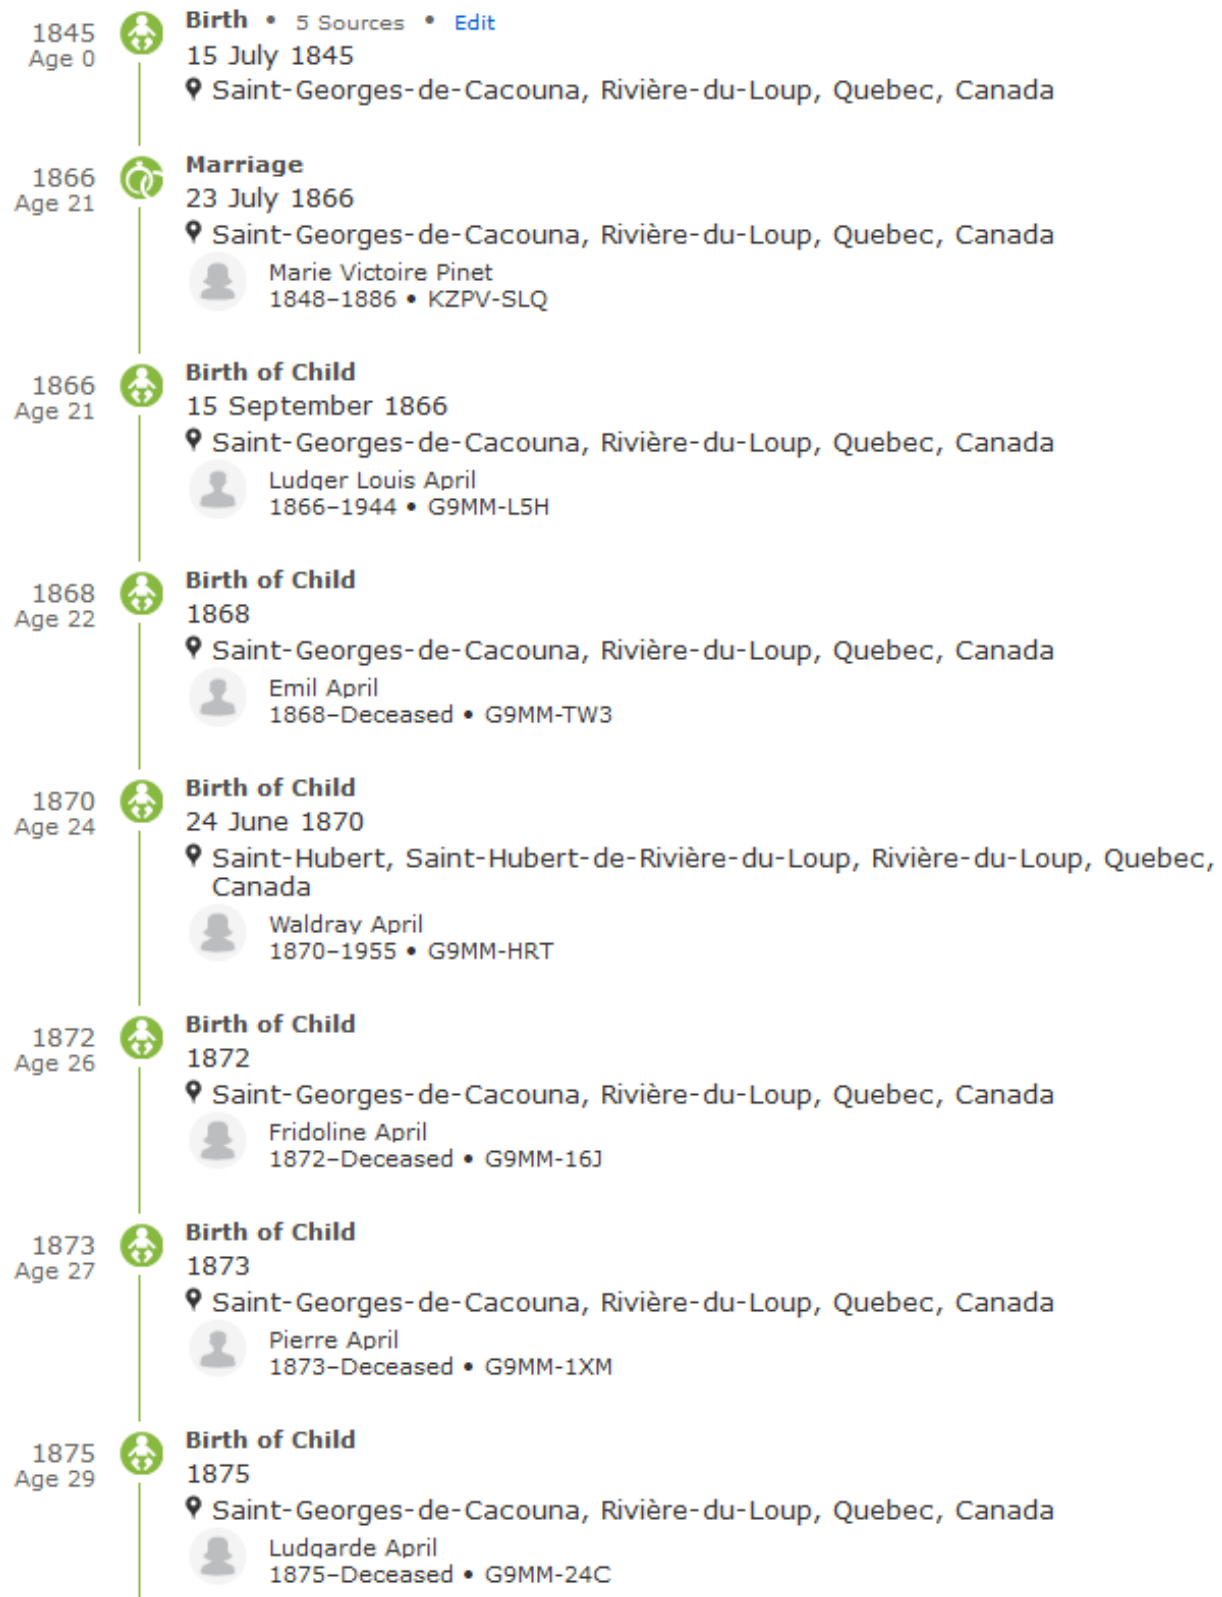 1845
Age 0
Birth • 5 Sources • Edit
15 July 1845
Saint-Georges-de-Cacouna, Rivière-du-Loup, Quebec, Canada
1866
Age 21
Marriage
23 July 1866
Saint-Georges-de-Cacouna, Rivière-du-Loup, Quebec, Canada
Marie Victoire Pinet
1848–1886 • KZPV-SLQ
1866
Age 21
Birth of Child
15 September 1866
Saint-Georges-de-Cacouna, Rivière-du-Loup, Quebec, Canada
Ludger Louis April
1866–1944 • G9MM-L5H
1868
Age 22
Birth of Child
1868
Saint-Georges-de-Cacouna, Rivière-du-Loup, Quebec, Canada
Emil April
1868–Deceased • G9MM-TW3
1870
Age 24
Birth of Child
24 June 1870
Saint-Hubert, Saint-Hubert-de-Rivière-du-Loup, Rivière-du-Loup, Quebec,
Canada
Waldray April
1870–1955 • G9MM-HRT
1872
Age 26
Birth of Child
1872
Saint-Georges-de-Cacouna, Rivière-du-Loup, Quebec, Canada
Fridoline April
1872–Deceased • G9MM-16J
1873
Age 27
Birth of Child
1873
Saint-Georges-de-Cacouna, Rivière-du-Loup, Quebec, Canada
Pierre April
1873–Deceased • G9MM-1XM
1875
Age 29
Birth of Child
1875
Saint-Georges-de-Cacouna, Rivière-du-Loup, Quebec, Canada
Ludgarde April
1875–Deceased • G9MM-24C